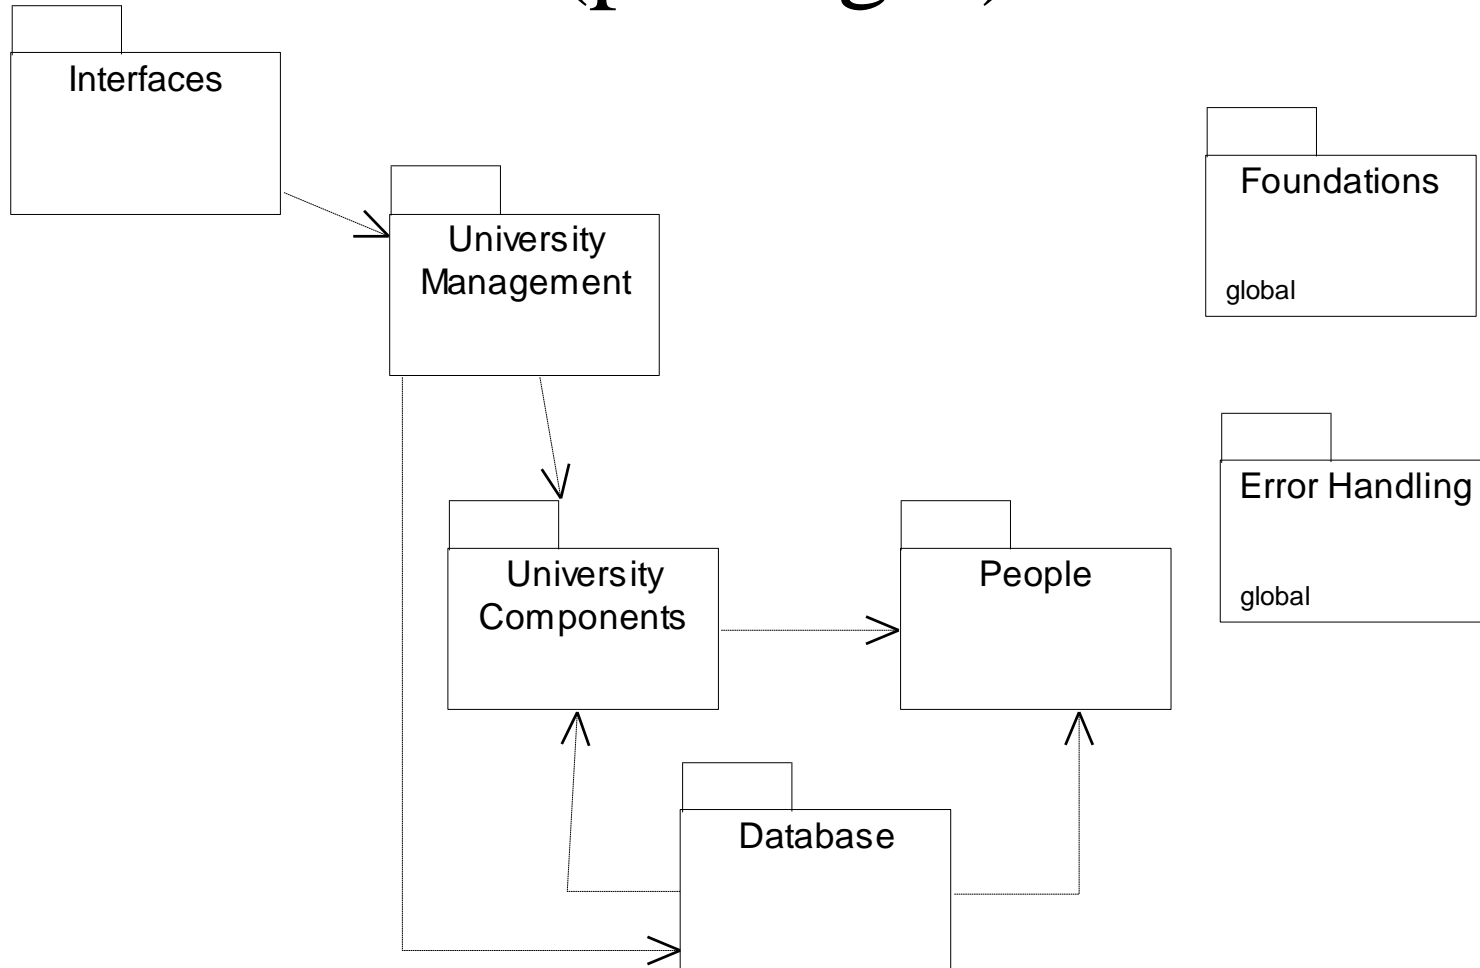 Interfaces
University
Management
Foundations
global
Error Handling
global
University
Components
People
Database